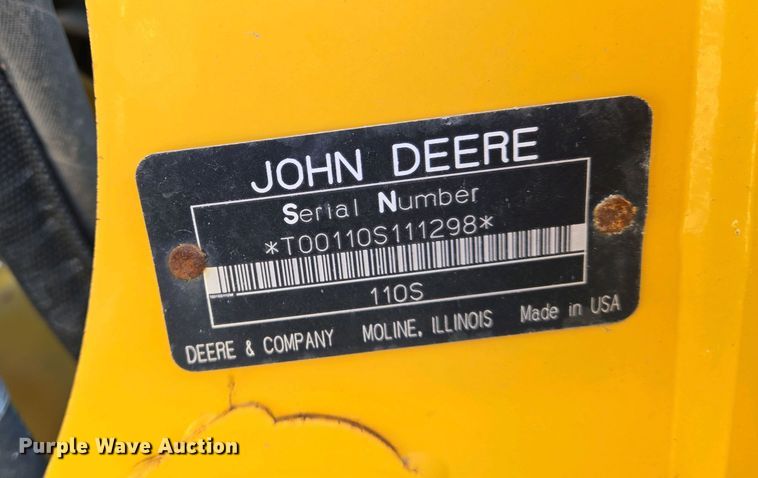 JOHN DEERE
Serial Number
*T00110S111298*
110S
DEERE & COMPANY MOLINE, ILLINOIS Made in USA
Purple Wave Auction